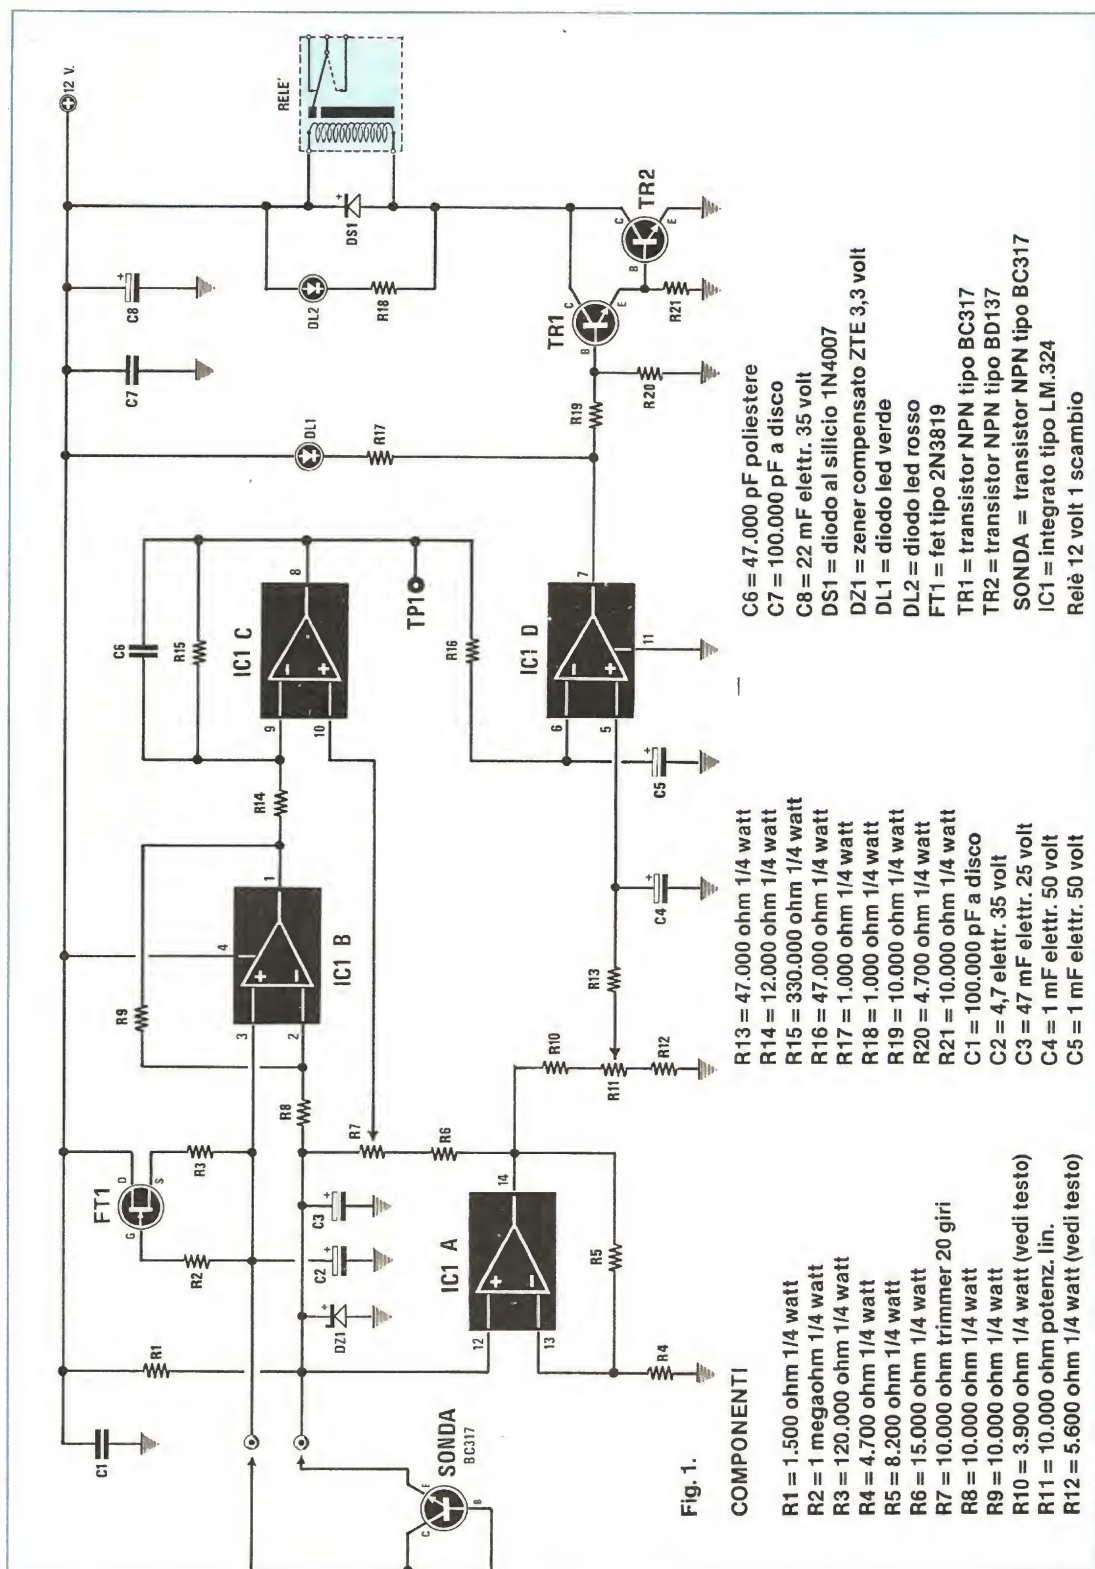 12 V.
RELE'
C1
R1
FT1
G
D
S
R2
R3
R9
C7
C8
DL2
R18
DS1
DL1
R17
C6
R15
IC1 C
8
9
10
R14
TP1
R16
IC1 B
4
3
2
1
R8
R7
R6
C3
C2
DZ1
IC1 A
12
13
14
R5
R4
R10
R11
R12
R13
C4
C5
IC1 D
6
5
7
11
R19
R20
R21
TR1
B
C
E
TR2
B
C
E
SONDA
BC317
C
E
B
Fig. 1.
COMPONENTI
R1 = 1.500 ohm 1/4 watt
R2 = 1 megaohm 1/4 watt
R3 = 120.000 ohm 1/4 watt
R4 = 4.700 ohm 1/4 watt
R5 = 8.200 ohm 1/4 watt
R6 = 15.000 ohm 1/4 watt
R7 = 10.000 ohm trimmer 20 giri
R8 = 10.000 ohm 1/4 watt
R9 = 10.000 ohm 1/4 watt
R10 = 3.900 ohm 1/4 watt (vedi testo)
R11 = 10.000 ohm potenz. lin.
R12 = 5.600 ohm 1/4 watt (vedi testo)
R13 = 47.000 ohm 1/4 watt
R14 = 12.000 ohm 1/4 watt
R15 = 330.000 ohm 1/4 watt
R16 = 47.000 ohm 1/4 watt
R17 = 1.000 ohm 1/4 watt
R18 = 1.000 ohm 1/4 watt
R19 = 10.000 ohm 1/4 watt
R20 = 4.700 ohm 1/4 watt
R21 = 10.000 ohm 1/4 watt
C1 = 100.000 pF a disco
C2 = 4,7 elettr. 35 volt
C3 = 47 mF elettr. 25 volt
C4 = 1 mF elettr. 50 volt
C5 = 1 mF elettr. 50 volt
C6 = 47.000 pF poliestere
C7 = 100.000 pF a disco
C8 = 22 mF elettr. 35 volt
DS1 = diodo al silicio 1N4007
DZ1 = zener compensato ZTE 3,3 volt
DL1 = diodo led verde
DL2 = diodo led rosso
FT1 = fet tipo 2N3819
TR1 = transistor NPN tipo BC317
TR2 = transistor NPN tipo BD137
SONDA = transistor NPN tipo BC317
IC1 = integrato tipo LM.324
Relè 12 volt 1 scambio